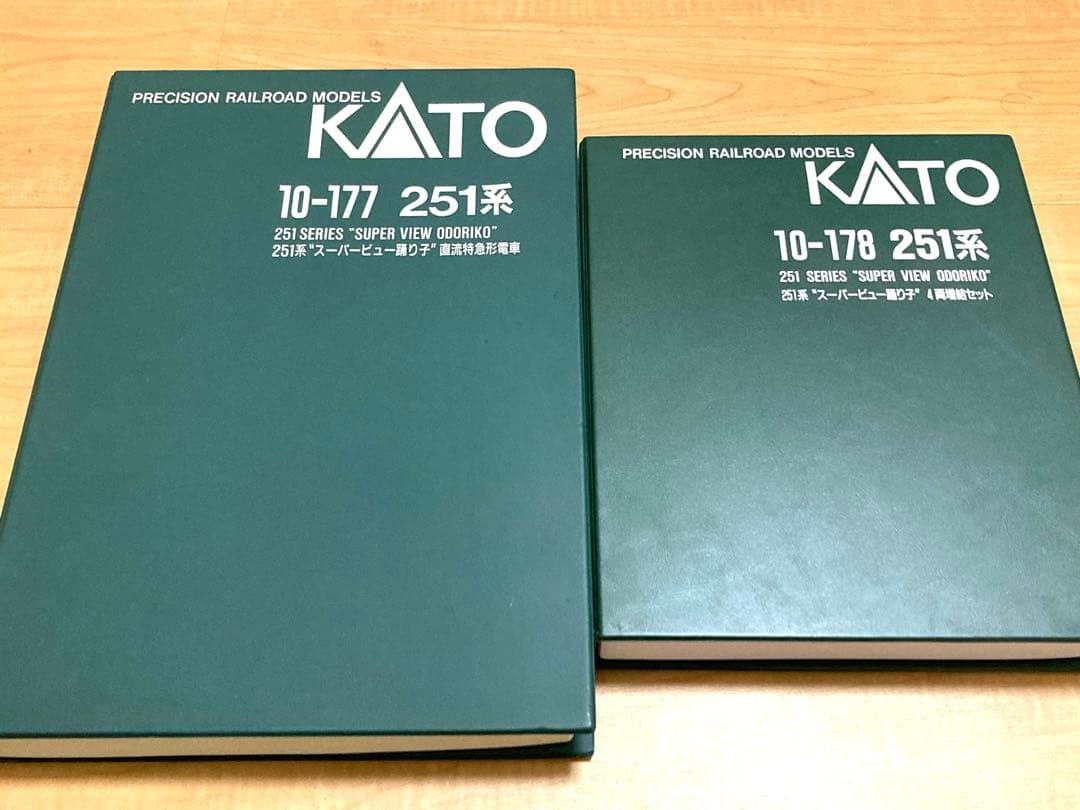 PRECISION RAILROAD MODELS
KATO
10-177 251系
251 SERIES "SUPER VIEW ODORIKO"
251系"スーパービュー踊り子"直流特急形電車
PRECISION RAILROAD MODELS
KATO
10-178 251系
251 SERIES "SUPER VIEW ODORIKO"
251系"スーパービュー踊り子" 4両増結セット